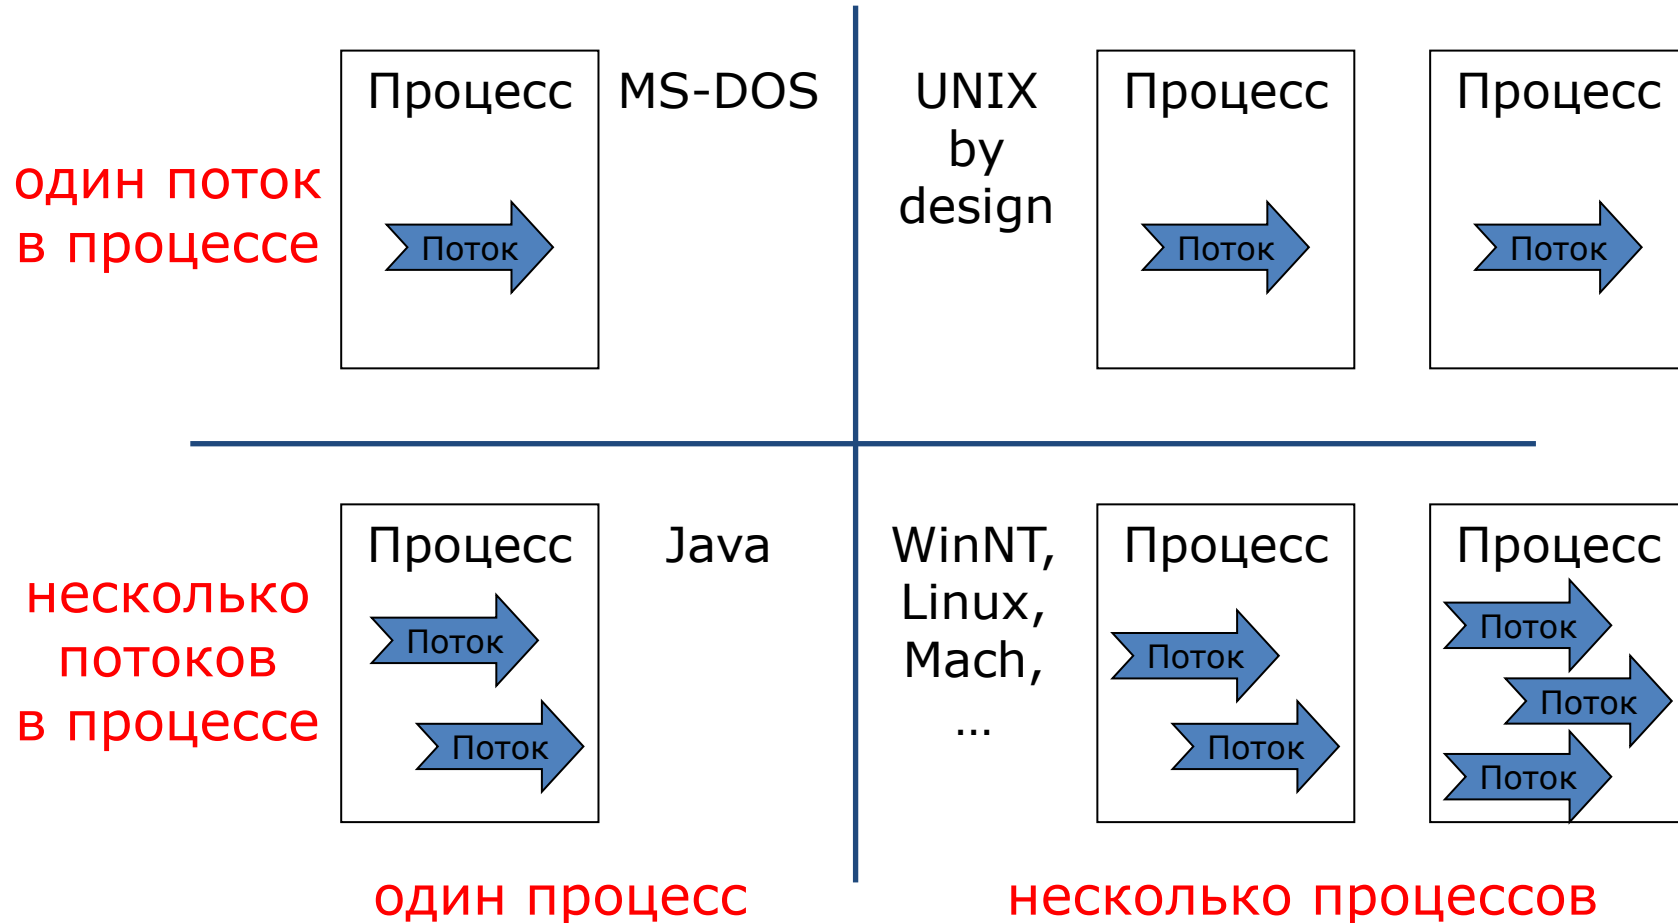 Процесс
MS-DOS
UNIX
by
design
Процесс
Процесс
один поток
в процессе
Поток
Поток
Поток
Процесс
Java
WinNT,
Linux,
Mach,
...
Процесс
Процесс
несколько
потоков
в процессе
Поток
Поток
Поток
Поток
Поток
Поток
Поток
один процесс
несколько процессов